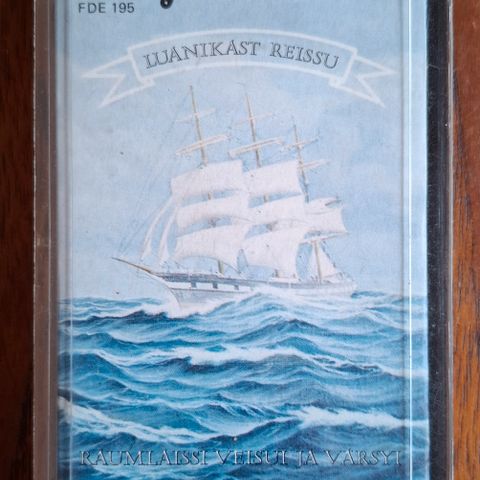 FDE 195
LUANIKAST REISSU
RAUMLAISSI VEISUI JA VÄRSYI